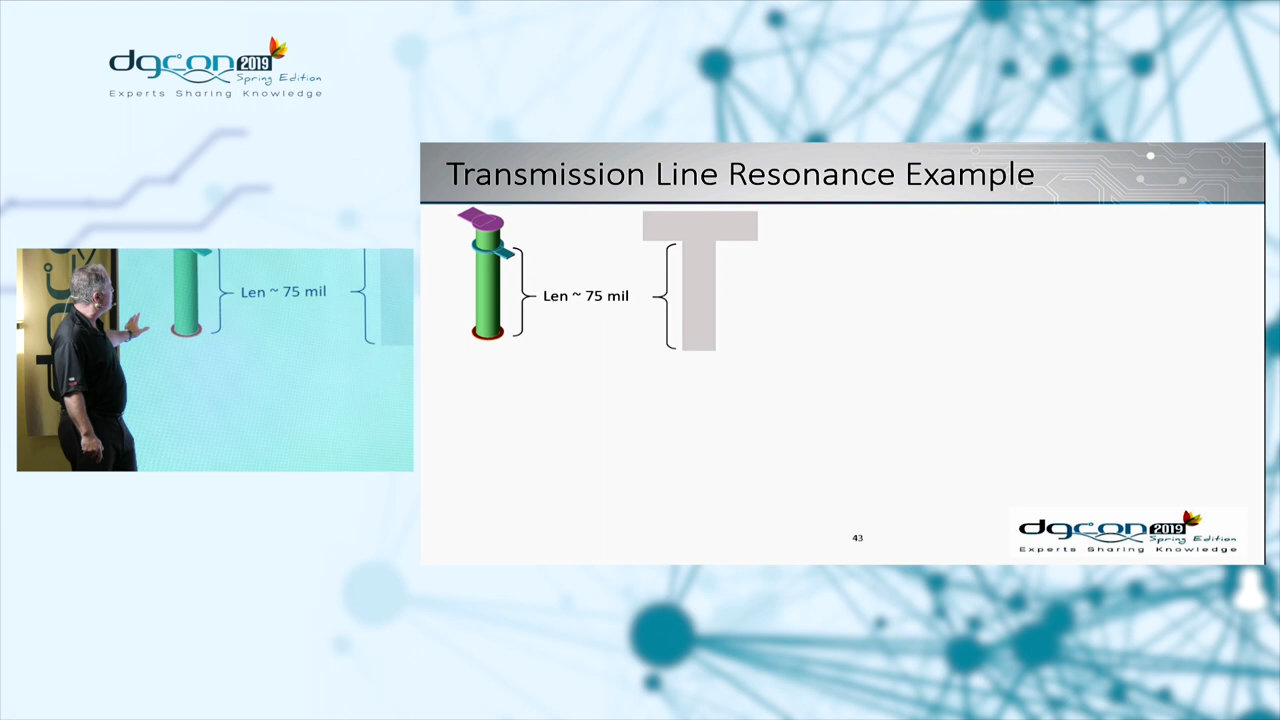 dgcon 2019
Spring Edition
Experts Sharing Knowledge
Transmission Line Resonance Example
Len ~ 75 mil
Len ~ 75 mil
43
dgcon 2019
Spring Edition
Experts Sharing Knowledge